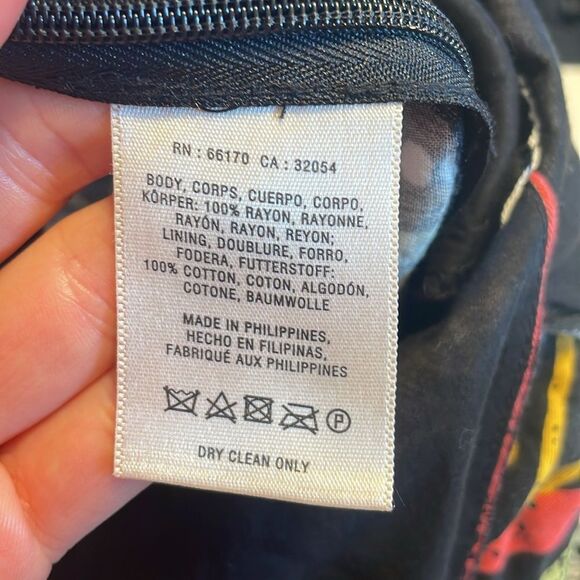 RN : 66170 CA : 32054
BODY, CORPS, CUERPO, CORPO,
KÖRPER: 100% RAYON, RAYONNE,
RAYÓN, RAYON, REYON;
LINING, DOUBLURE, FORRO,
FODERA, FUTTERSTOFF:
100% COTTON, COTON, ALGODÓN,
COTONE, BAUMWOLLE
MADE IN PHILIPPINES,
HECHO EN FILIPINAS,
FABRIQUÉ AUX PHILIPPINES
P
DRY CLEAN ONLY